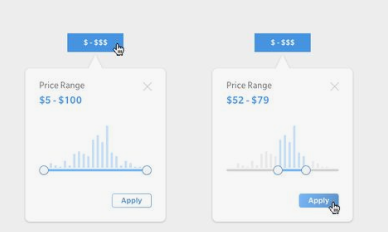 $ - $$$
Price Range
$5 - $100
Apply
$ - $$$
Price Range
$52 - $79
Apply